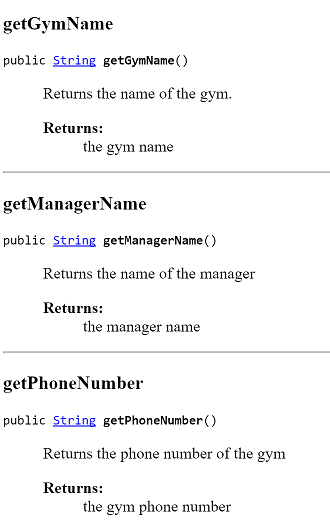 getGymName
public String getGymName()
Returns the name of the gym.
Returns:
the gym name
getManagerName
public String getManagerName()
Returns the name of the manager
Returns:
the manager name
getPhoneNumber
public String getPhoneNumber()
Returns the phone number of the gym
Returns:
the gym phone number